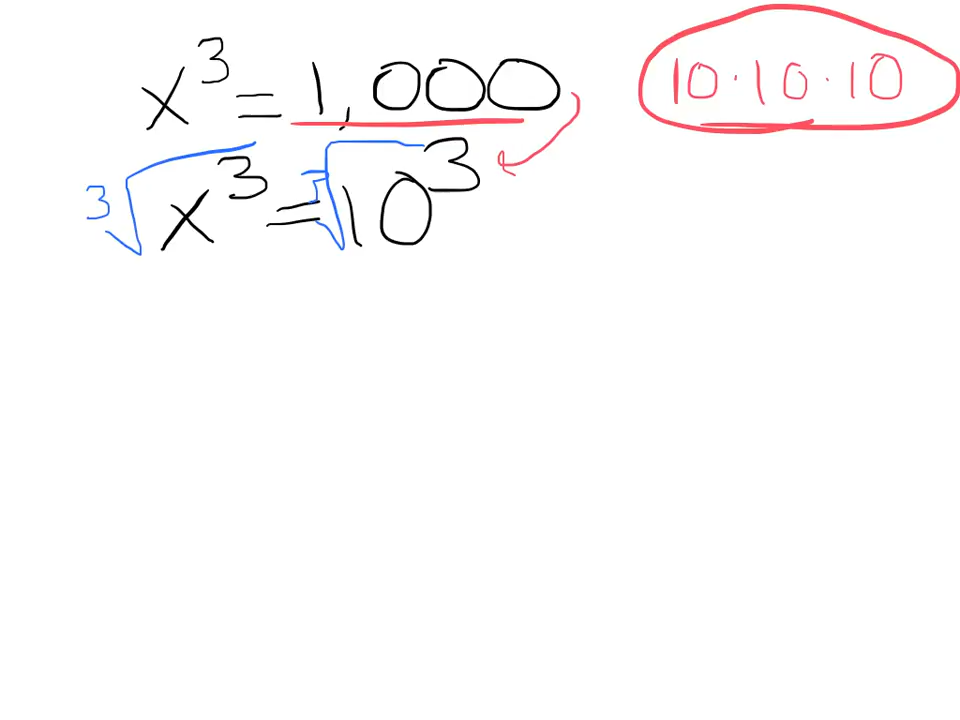 x³ = 1,000
10 · 10 · 10
∛x³ = ∛10³